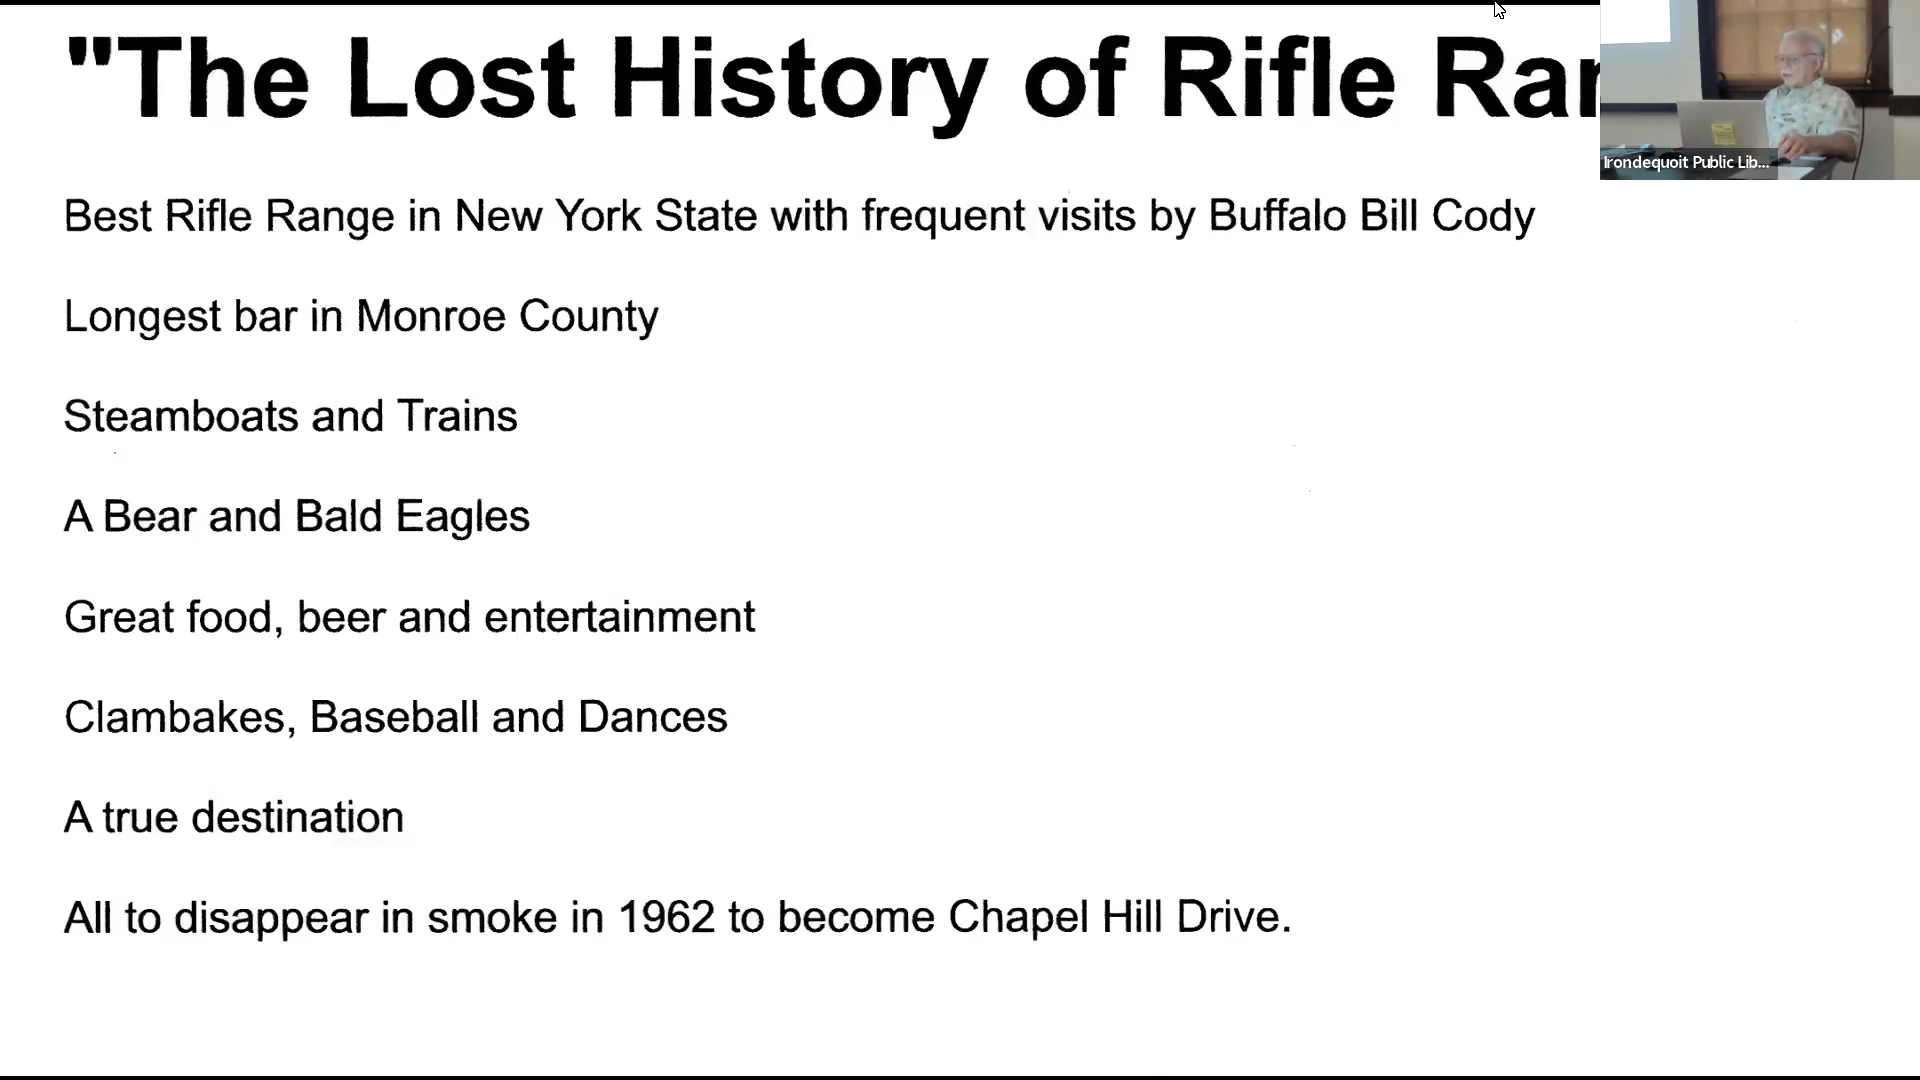 "The Lost History of Rifle Ran
Irondequoit Public Lib...
Best Rifle Range in New York State with frequent visits by Buffalo Bill Cody
Longest bar in Monroe County
Steamboats and Trains
A Bear and Bald Eagles
Great food, beer and entertainment
Clambakes, Baseball and Dances
A true destination
All to disappear in smoke in 1962 to become Chapel Hill Drive.